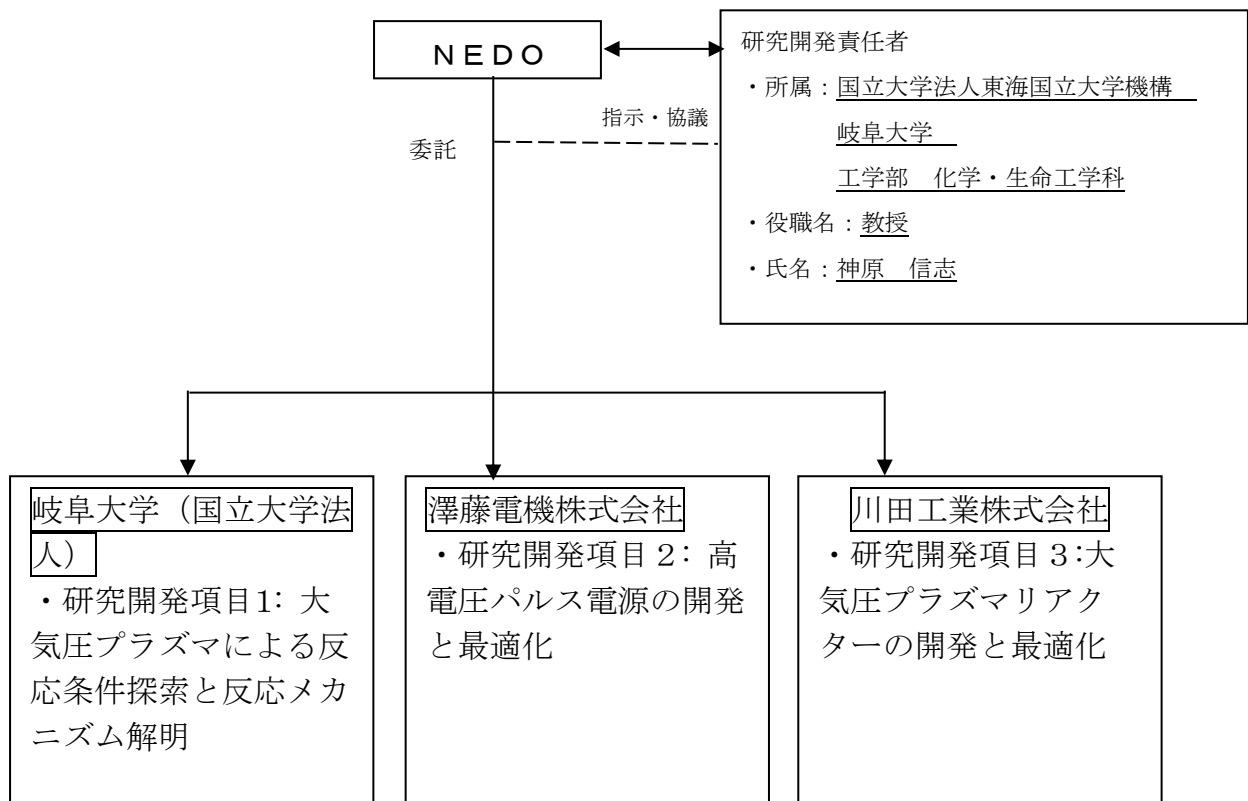 NEDO
研究開発責任者
・所属：国立大学法人東海国立大学機構
岐阜大学
工学部　化学・生命工学科
・役職名：教授
・氏名：神原　信志
指示・協議
委託
岐阜大学（国立大学法
人）
・研究開発項目1：大
気圧プラズマによる反
応条件探索と反応メカ
ニズム解明
澤藤電機株式会社
・研究開発項目2：高
電圧パルス電源の開発
と最適化
川田工業株式会社
・研究開発項目3：大
気圧プラズマリアク
ターの開発と最適化